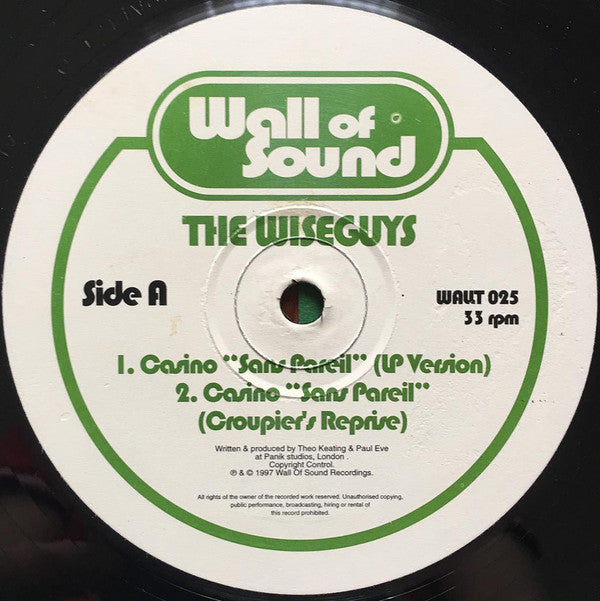 Wall of
Sound
THE WISEGUYS
Side A
WALLT 025
33 rpm
1. Casino "Sans Pareil" (LP Version)
2. Casino "Sans Pareil"
(Croupier's Reprise)
Written & produced by Theo Keating & Paul Eve
at Panik studios, London .
Copyright Control.
℗ & © 1997 Wall Of Sound Recordings.
All rights of the owner of the recorded work reserved. Unauthorised copying,
public performance, broadcasting, hiring or rental of
this record prohibited.